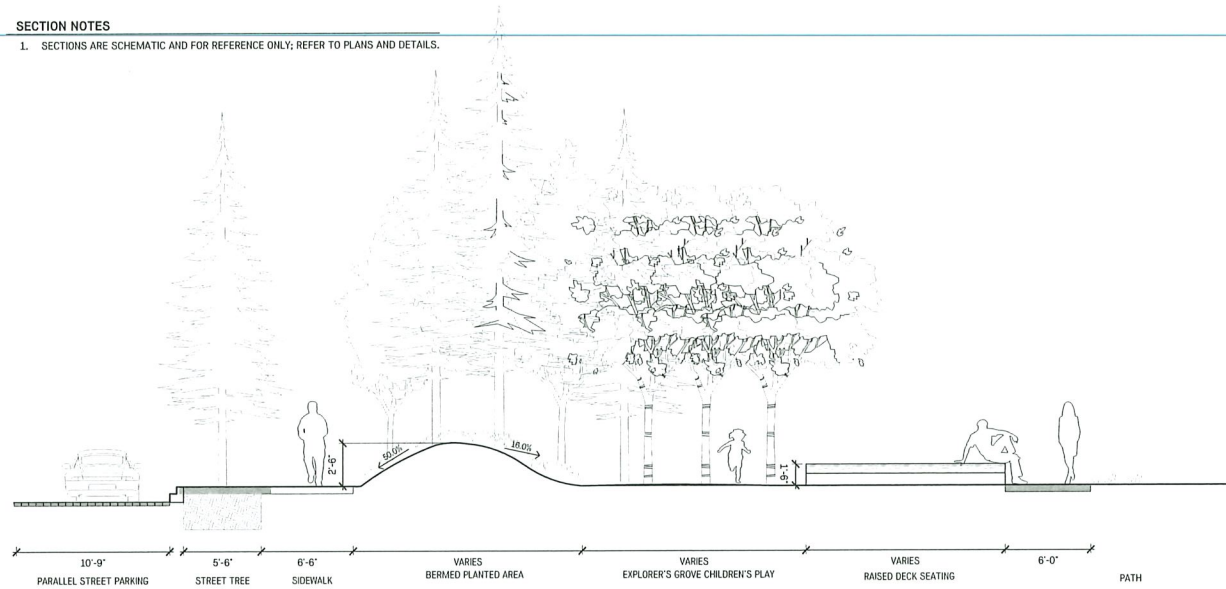 SECTION NOTES
1. SECTIONS ARE SCHEMATIC AND FOR REFERENCE ONLY; REFER TO PLANS AND DETAILS.
50.0%
2'-6"
16.0%
1'-6"
10'-9"
PARALLEL STREET PARKING
5'-6"
STREET TREE
6'-6"
SIDEWALK
VARIES
BERMED PLANTED AREA
VARIES
EXPLORER'S GROVE CHILDREN'S PLAY
VARIES
RAISED DECK SEATING
6'-0"
PATH